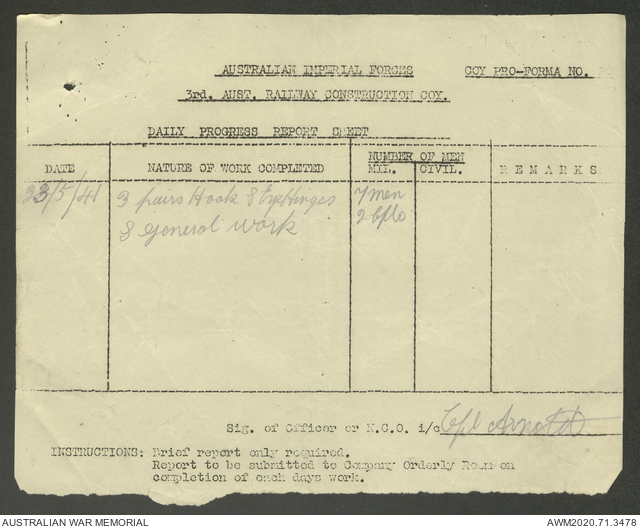 AUSTRALIAN IMPERIAL FORCES
COY PRO-FORMA NO.
3rd. AUST. RAILWAY CONSTRUCTION COY.
DAILY PROGRESS REPORT SHEET
DATE
NATURE OF WORK COMPLETED
NUMBER OF MEN
MIL. CIVIL.
REMARKS
23/5/41 3 pairs Hook & Eye Hinges 7 men
& General work 2 Cpls
Sig. of Officer or N.C.O. i/c Cpl Arnott
INSTRUCTIONS: Brief report only required.
Report to be submitted to Company Orderly Room on
completion of each days work.
AUSTRALIAN WAR MEMORIAL
AWM2020.71.3478